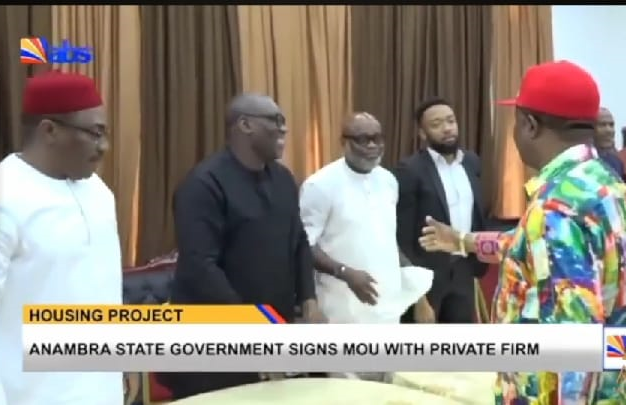 abs
HOUSING PROJECT
ANAMBRA STATE GOVERNMENT SIGNS MOU WITH PRIVATE FIRM